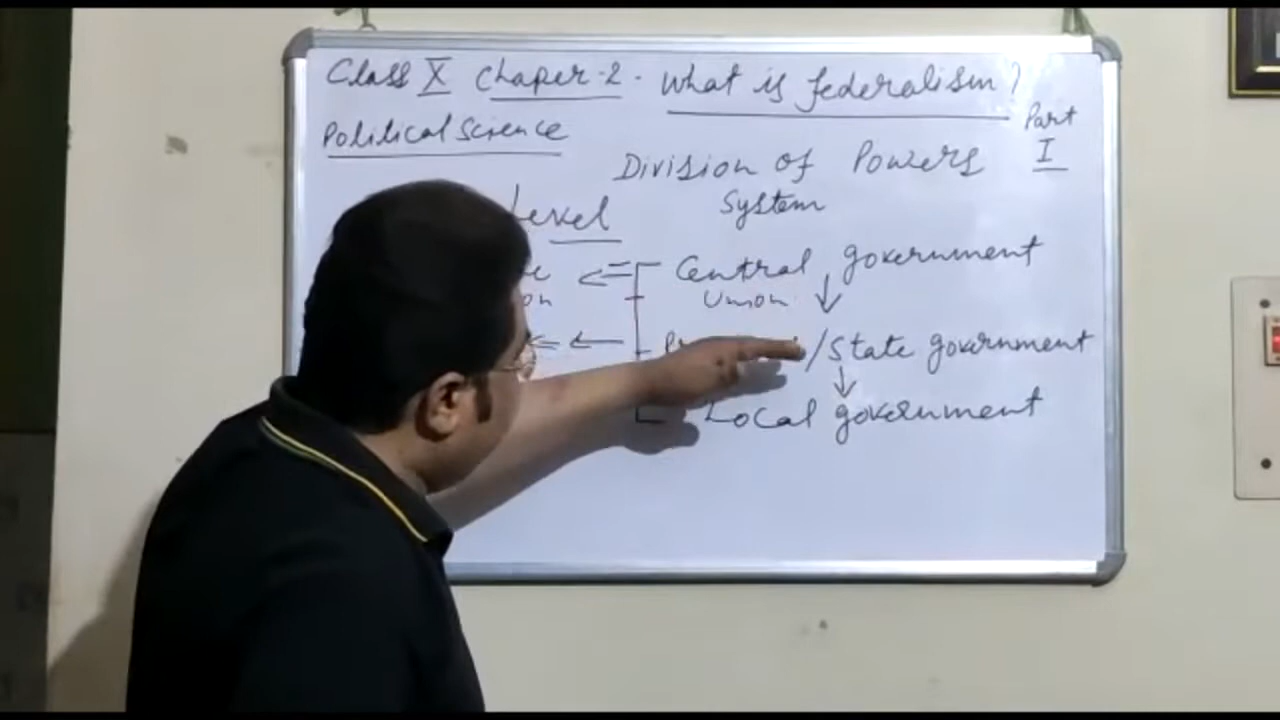 Class X Chaper-2. What is federalism?
Political Science
Part
I
Division of Powers
System
Level
Central government
Union
/State government
Local government